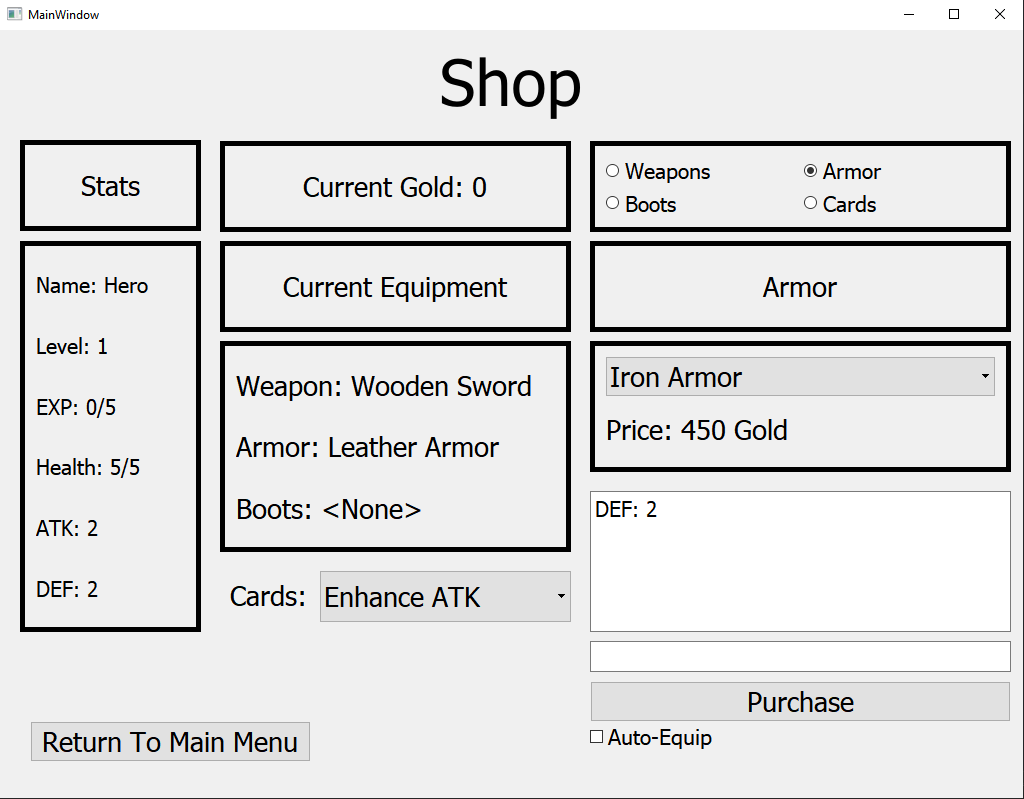 MainWindow
Shop
Stats
Current Gold: 0
Weapons
Armor
Boots
Cards
Name: Hero
Level: 1
EXP: 0/5
Health: 5/5
ATK: 2
DEF: 2
Current Equipment
Weapon: Wooden Sword
Armor: Leather Armor
Boots: <None>
Cards:
Enhance ATK
Armor
Iron Armor
Price: 450 Gold
DEF: 2
Purchase
Auto-Equip
Return To Main Menu